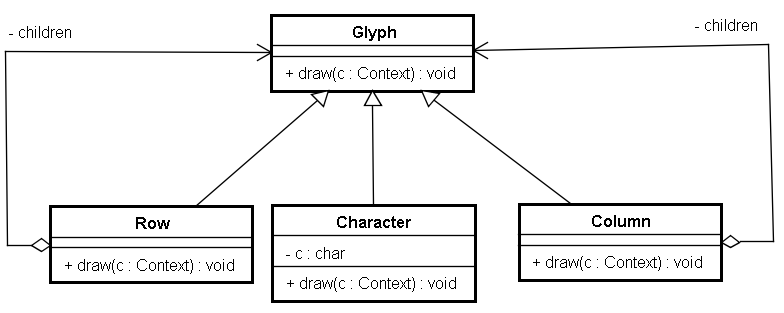 - children
Glyph
- children
+ draw(c : Context) : void
Row
+ draw(c : Context) : void
Character
- c : char
+ draw(c : Context) : void
Column
+ draw(c : Context) : void